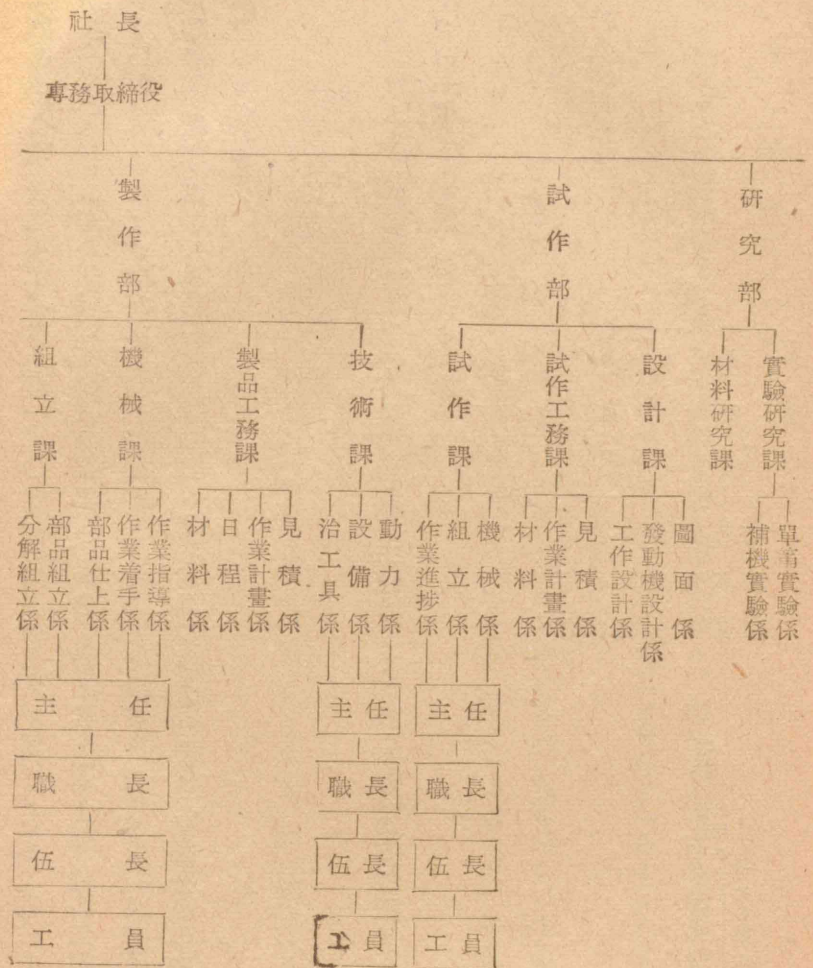 社長
專務取締役
研究部
試作部
製作部
實驗研究課
材料研究課
設計課
試作工務課
試作課
技術課
製品工務課
機械課
組立課
實驗係
補機實驗係
圖面係
發動機設計係
工作設計係
見積係
作業計畫係
材料係
機械係
組立係
作業進捗係
動力係
設備係
治工具係
見積係
作業計畫係
日程係
材料係
作業指導係
作業着手係
部品仕上係
部品組立係
分解組立係
主任
主任
主任
職長
職長
職長
伍長
伍長
伍長
工員
工員
工員